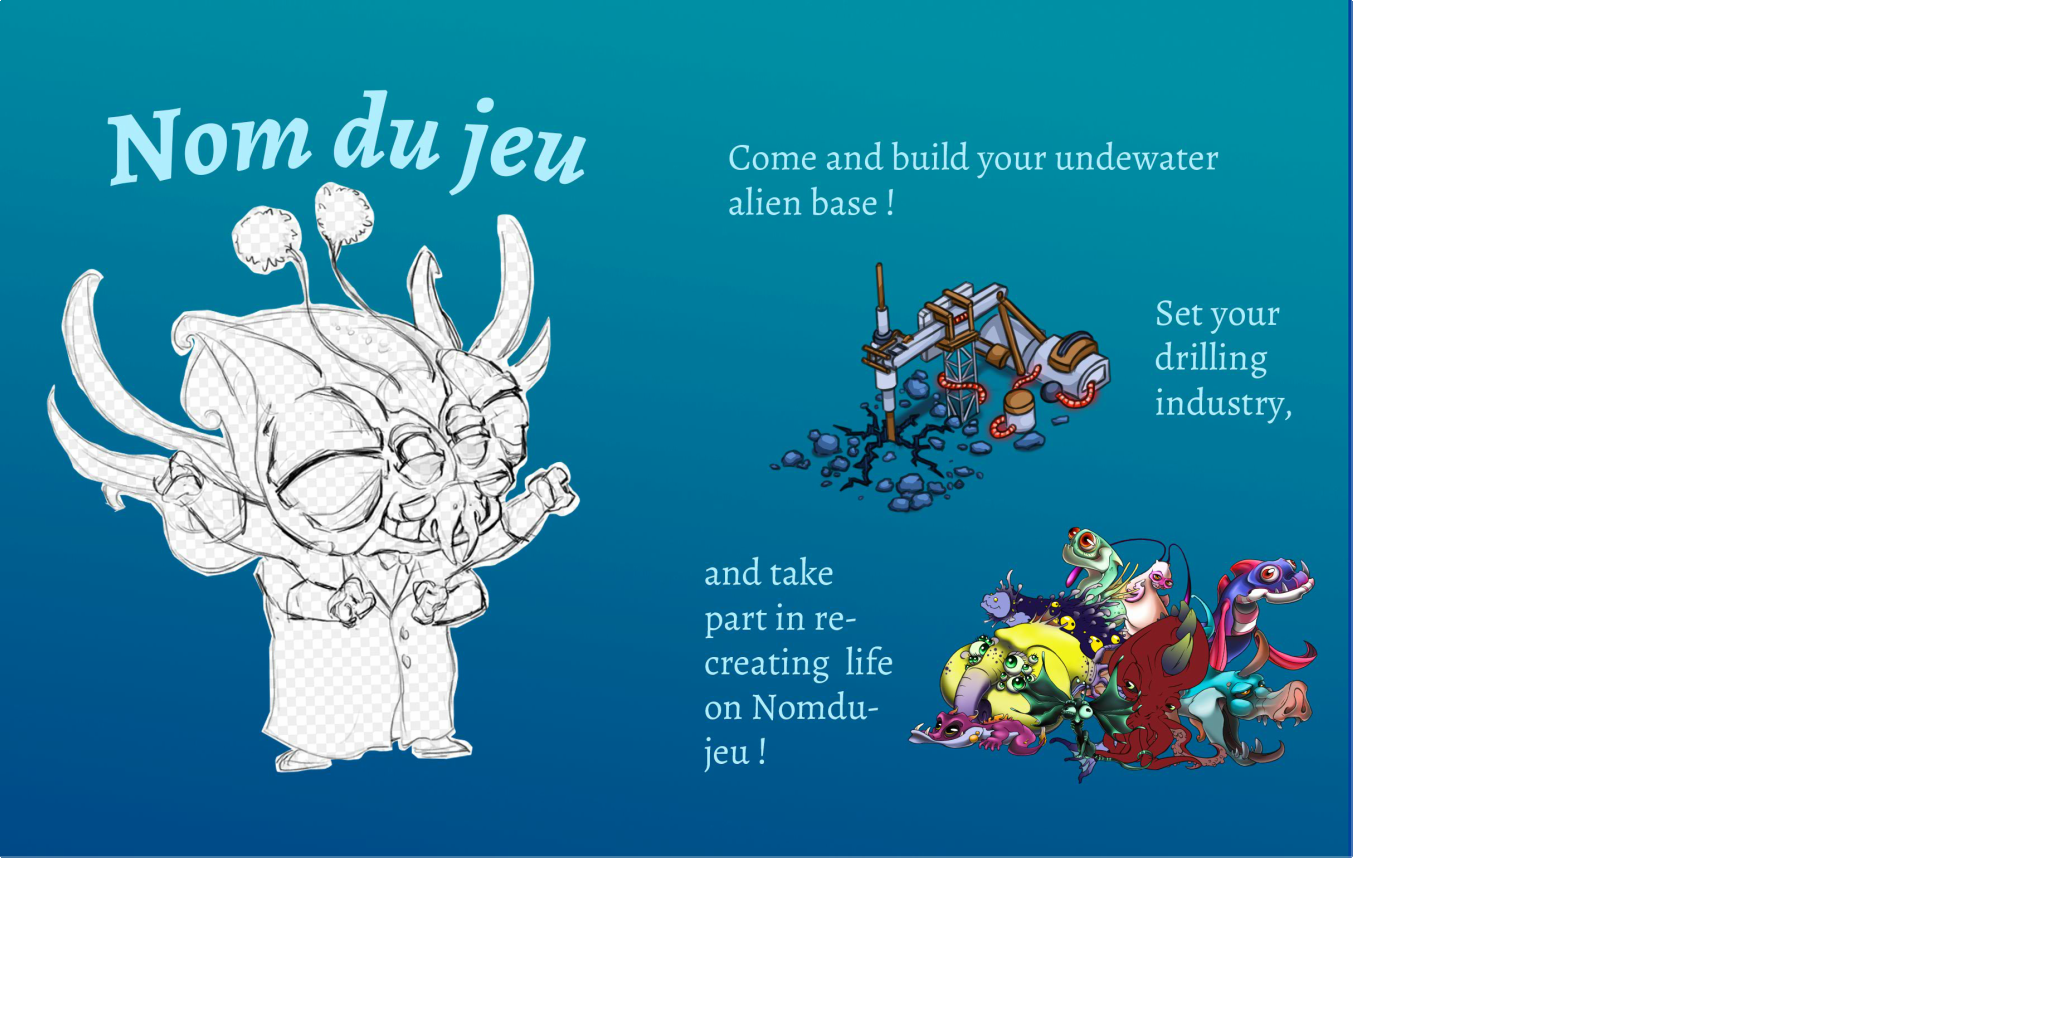 Nom du jeu
Come and build your undewater
alien base !
Set your
drilling
industry,
and take
part in re-
creating  life
on Nomdu-
jeu !